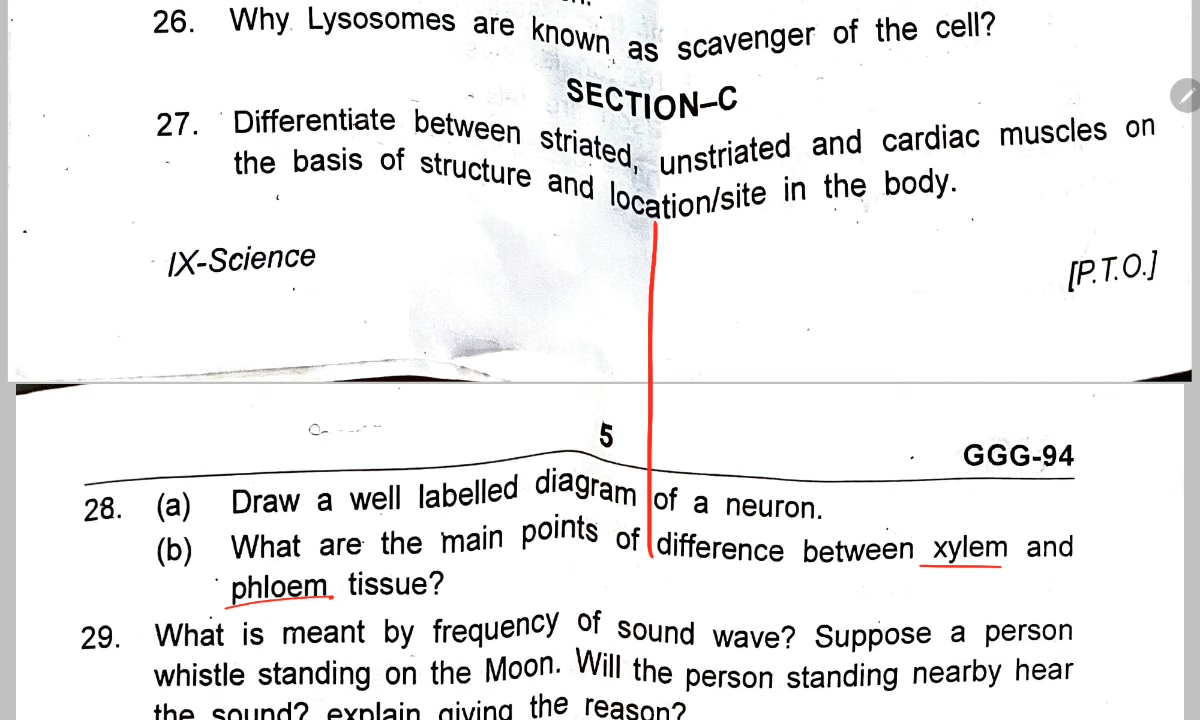 26. Why Lysosomes are known as scavenger of the cell?
SECTION–C
27. Differentiate between striated, unstriated and cardiac muscles on
the basis of structure and location/site in the body.
IX-Science
[P.T.O.]
5
GGG-94
28. (a) Draw a well labelled diagram of a neuron.
(b) What are the main points of difference between xylem and
phloem tissue?
29. What is meant by frequency of sound wave? Suppose a person
whistle standing on the Moon. Will the person standing nearby hear
the sound? explain giving the reason?